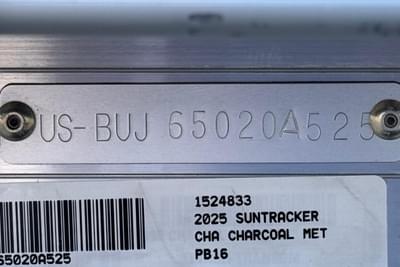 US-BUJ 65020A525
1524833
2025 SUNTRACKER
CHA CHARCOAL MET
PB16
65020A525